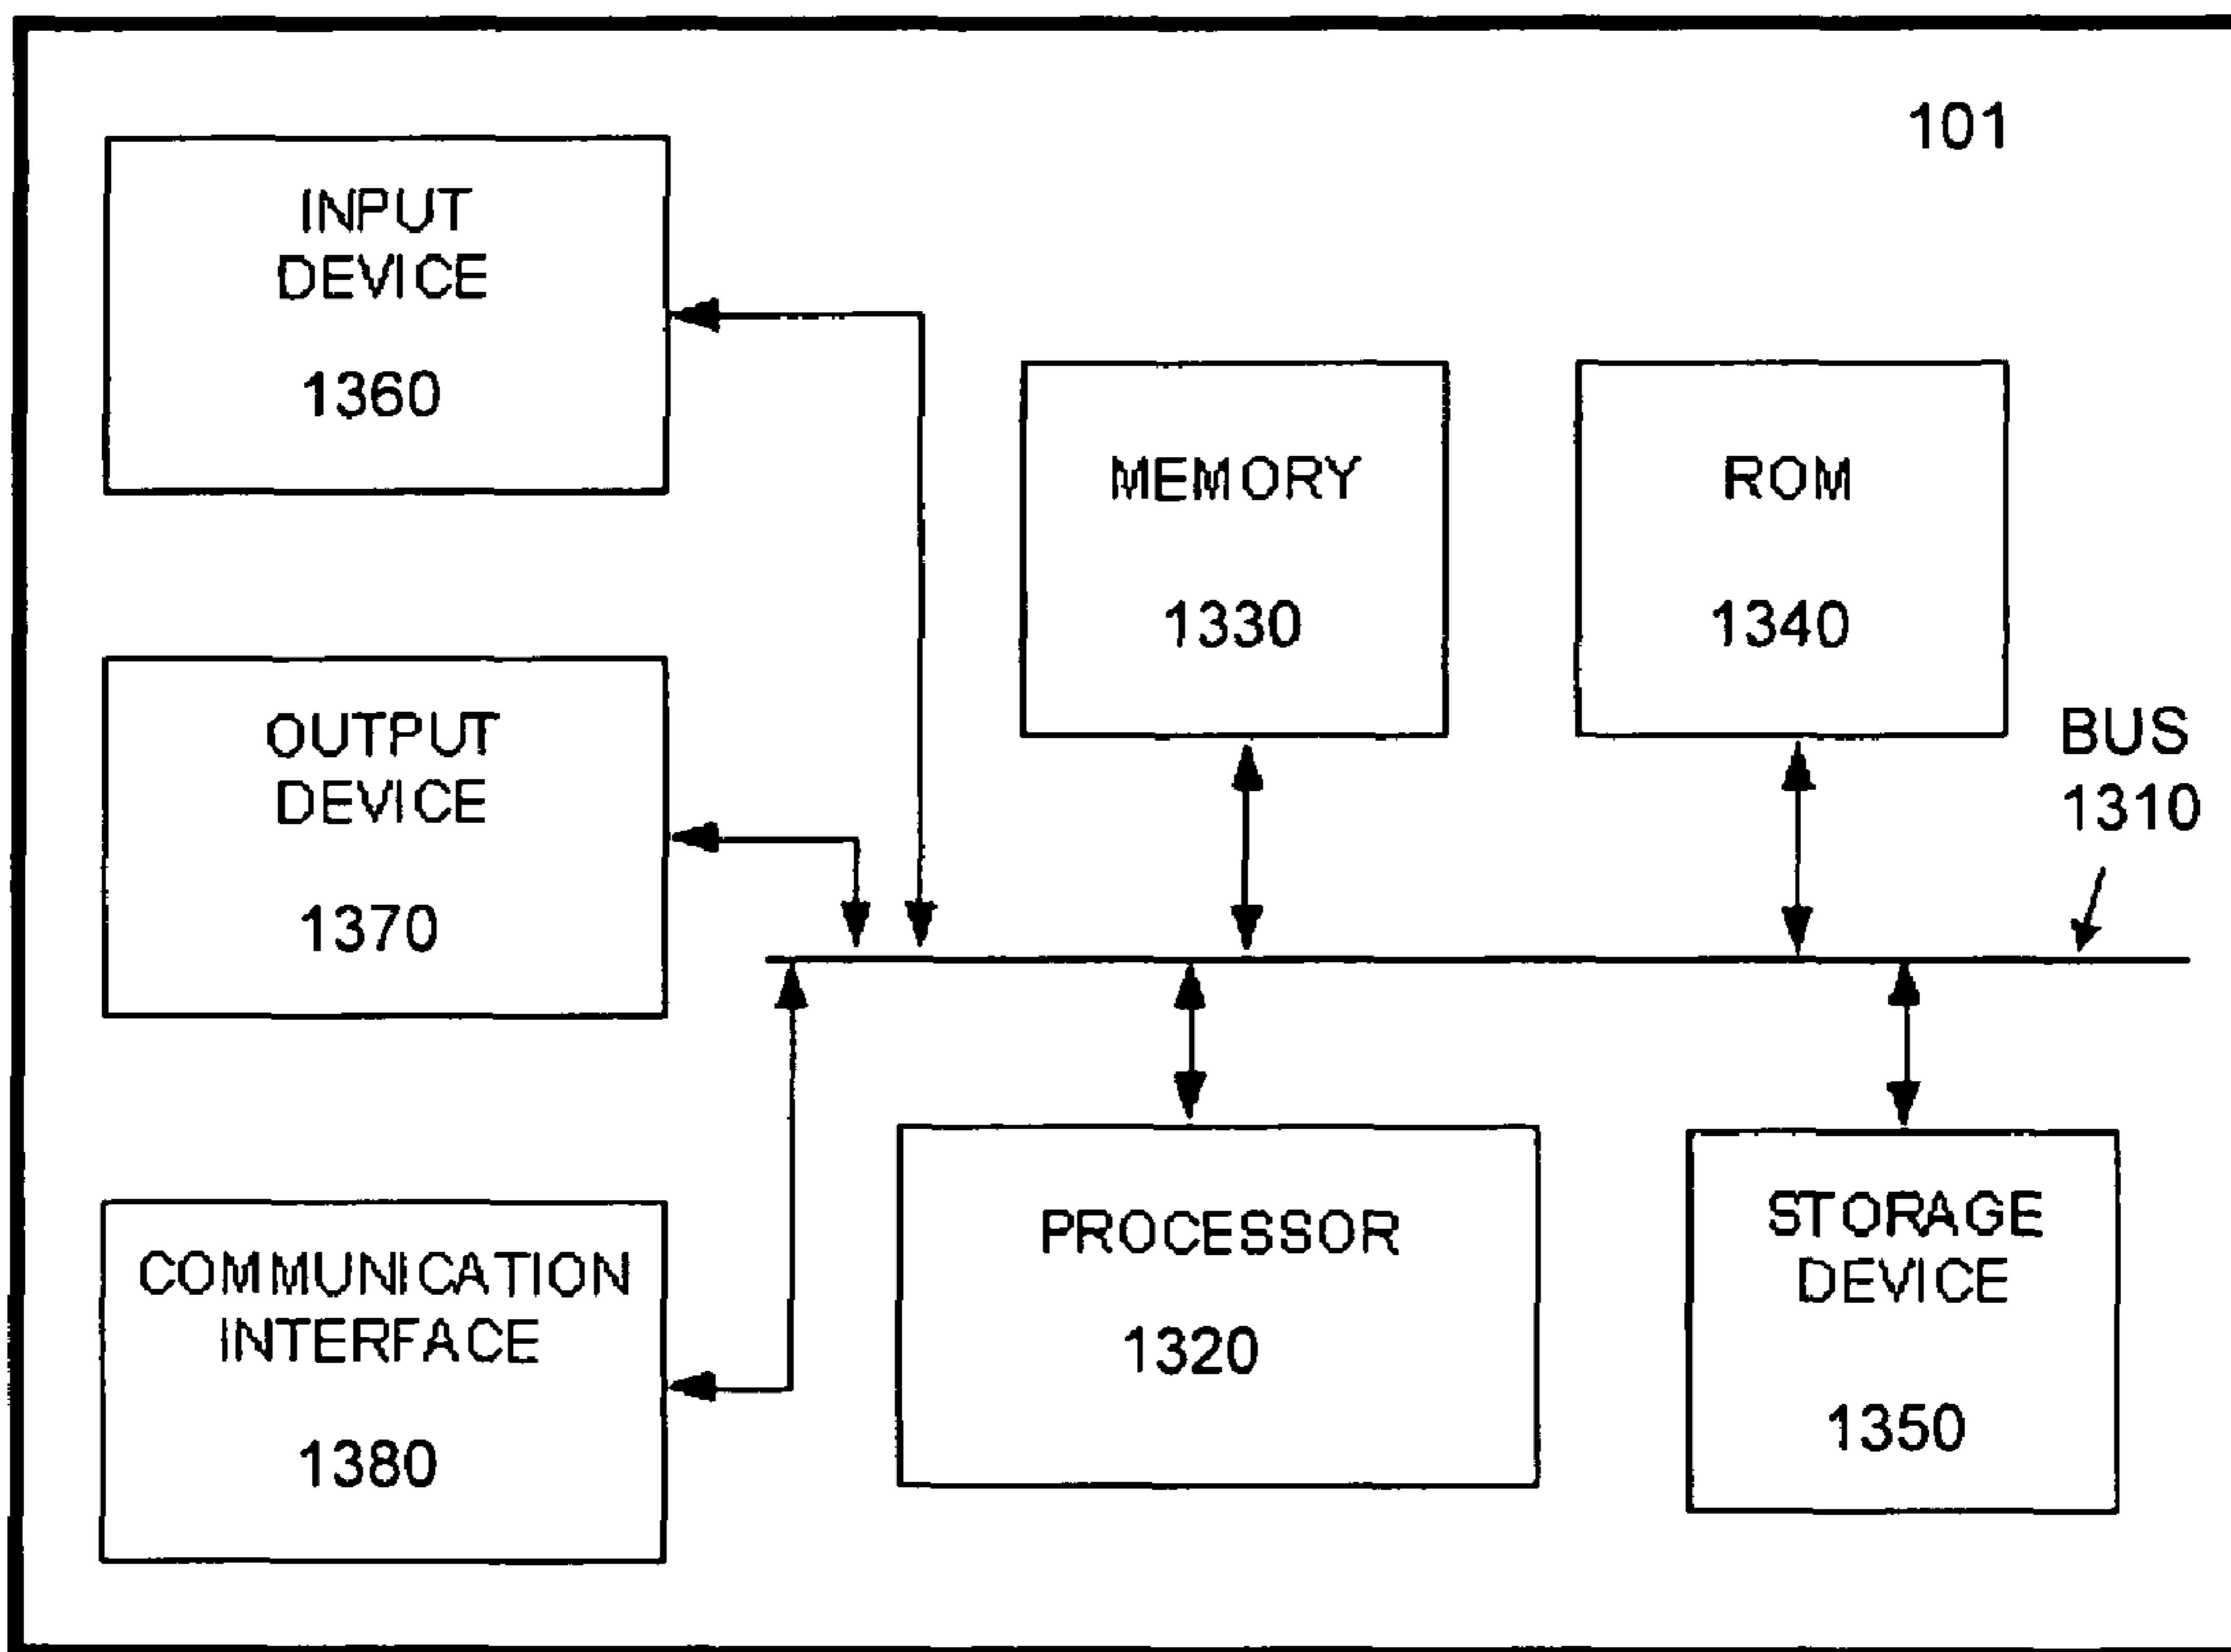 101
INPUT
DEVICE
1360
MEMORY
1330
ROM
1340
OUTPUT
DEVICE
1370
BUS
1310
COMMUNICATION
INTERFACE
1380
PROCESSOR
1320
STORAGE
DEVICE
1350